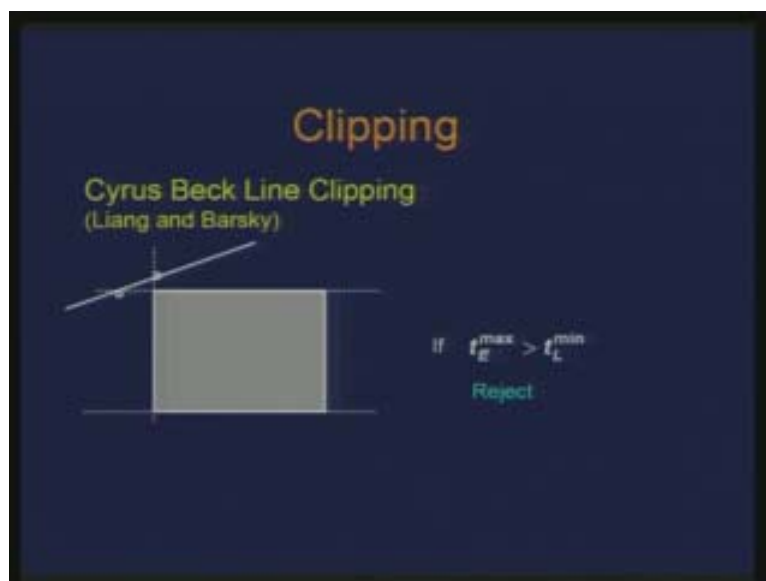 Clipping
Cyrus Beck Line Clipping
(Liang and Barsky)
If t_E^max > t_L^min
Reject